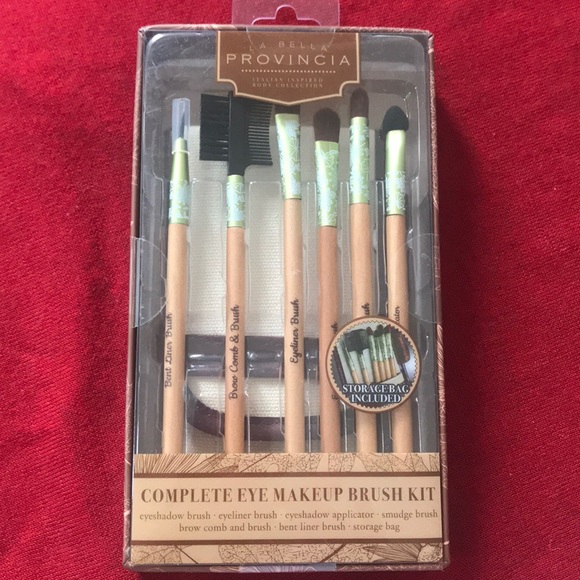 LA BELLA
PROVINCIA
ITALIAN INSPIRED
BODY COLLECTION
Bent Liner Brush
Brow Comb & Brush
Eyeliner Brush
STORAGE BAG
INCLUDED
COMPLETE EYE MAKEUP BRUSH KIT
eyeshadow brush · eyeliner brush · eyeshadow applicator · smudge brush
brow comb and brush · bent liner brush · storage bag